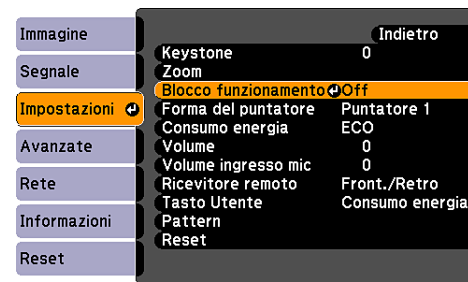 Immagine
Segnale
Impostazioni
Avanzate
Rete
Informazioni
Reset
Indietro
Keystone 0
Zoom
Blocco funzionamento Off
Forma del puntatore Puntatore 1
Consumo energia ECO
Volume 0
Volume ingresso mic 0
Ricevitore remoto Front./Retro
Tasto Utente Consumo energia
Pattern
Reset